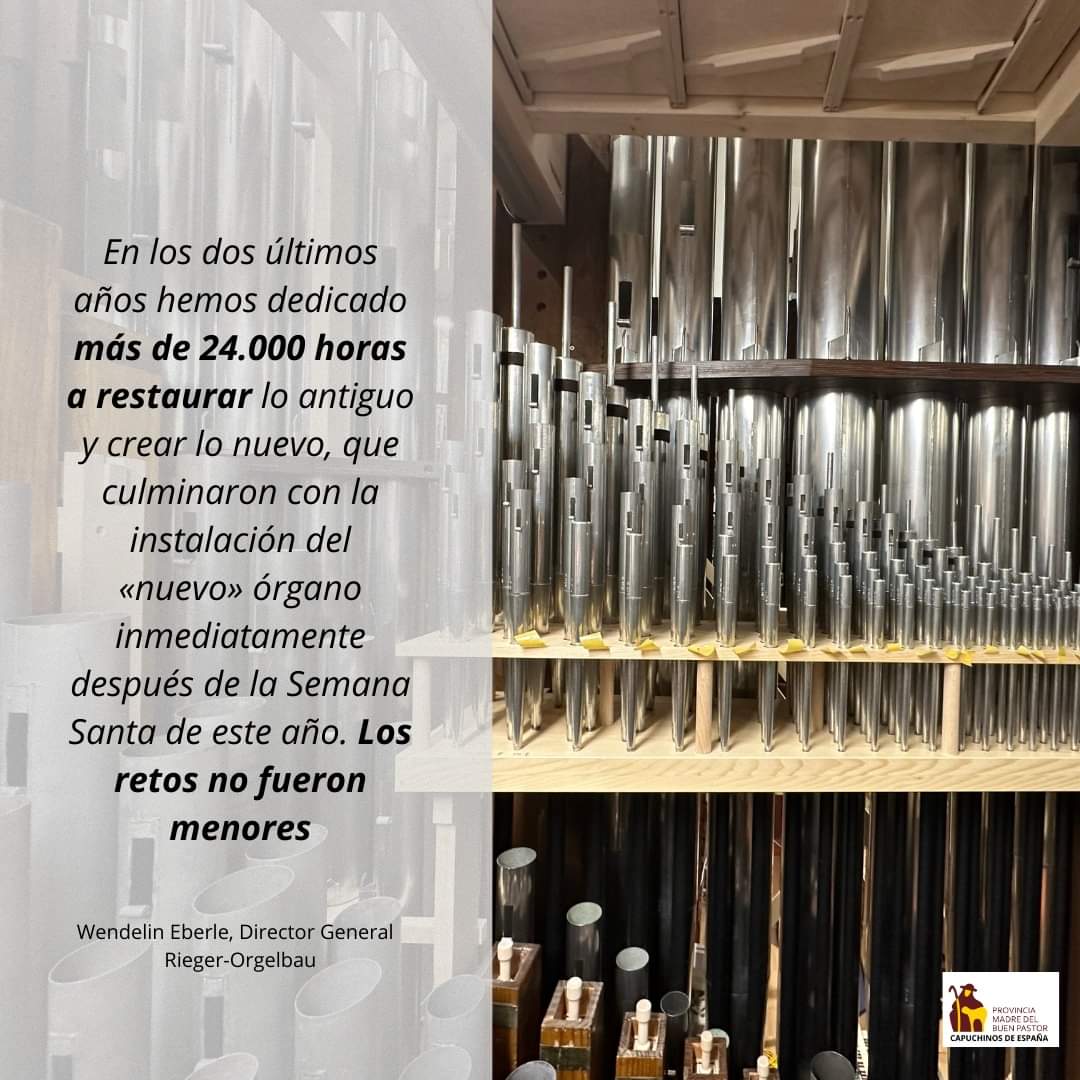 En los dos últimos
años hemos dedicado
más de 24.000 horas
a restaurar lo antiguo
y crear lo nuevo, que
culminaron con la
instalación del
«nuevo» órgano
inmediatamente
después de la Semana
Santa de este año. Los
retos no fueron
menores
Wendelin Eberle, Director General
Rieger-Orgelbau
PROVINCIA
MADRE DEL
BUEN PASTOR
CAPUCHINOS DE ESPAÑA